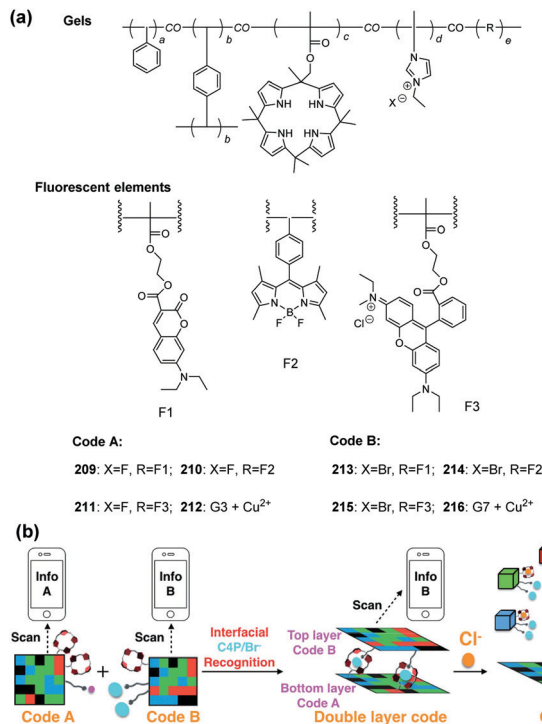 (a)
Gels
CO CO CO CO
a b c d e
O O
NH HN
NH HN
N
N
⊕
X⊖
R
b
Fluorescent elements
O O
O
O O
O
N
F1
N N
B
F F
F2
O O
O
O
N
⊕
Cl⊖
O
N
F3
Code A:
209: X=F, R=F1; 210: X=F, R=F2
211: X=F, R=F3; 212: G3 + Cu2+
Code B:
213: X=Br, R=F1; 214: X=Br, R=F2
215: X=Br, R=F3; 216: G7 + Cu2+
(b)
Info A
Info B
Scan
Scan
Code A
+
Code B
Interfacial
C4P/Br-
Recognition
Info B
Scan
Top layer
Code B
Bottom layer
Code A
Double layer code
Cl-